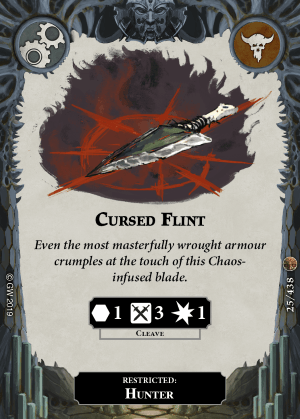 CURSED FLINT
Even the most masterfully wrought armour
crumples at the touch of this Chaos-
infused blade.
1 3 1
CLEAVE
RESTRICTED:
HUNTER
© GW 2019
25/438